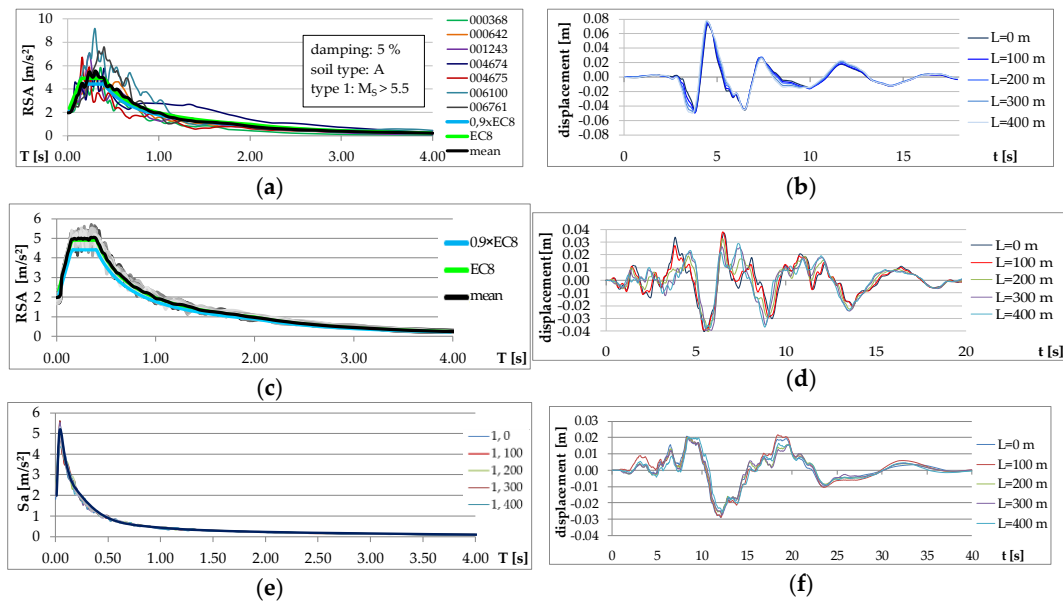 RSA [m/s²]
10
8
6
4
2
0
0.00 1.00 2.00 3.00 4.00
T [s]
damping: 5 %
soil type: A
type 1: MS > 5.5
000368
000642
001243
004674
004675
006100
006761
0,9xEC8
EC8
mean
(a)
displacement [m]
0.08
0.06
0.04
0.02
0.00
-0.02
-0.04
-0.06
-0.08
0 5 10 15
t [s]
L=0 m
L=100 m
L=200 m
L=300 m
L=400 m
(b)
RSA [m/s²]
6
5
4
3
2
1
0
0.00 1.00 2.00 3.00 4.00
T [s]
0.9×EC8
EC8
mean
(c)
displacement[m]
0.04
0.03
0.02
0.01
0.00
-0.01
-0.02
-0.03
-0.04
0 5 10 15 20
t [s]
L=0 m
L=100 m
L=200 m
L=300 m
L=400 m
(d)
Sa [m/s²]
6
5
4
3
2
1
0
0.00 0.50 1.00 1.50 2.00 2.50 3.00 3.50 4.00
T [s]
1, 0
1, 100
1, 200
1, 300
1, 400
(e)
displacement [m]
0.03
0.02
0.01
0.00
-0.01
-0.02
-0.03
-0.04
0 5 10 15 20 25 30 35 40
t [s]
L=0 m
L=100 m
L=200 m
L=300 m
L=400 m
(f)